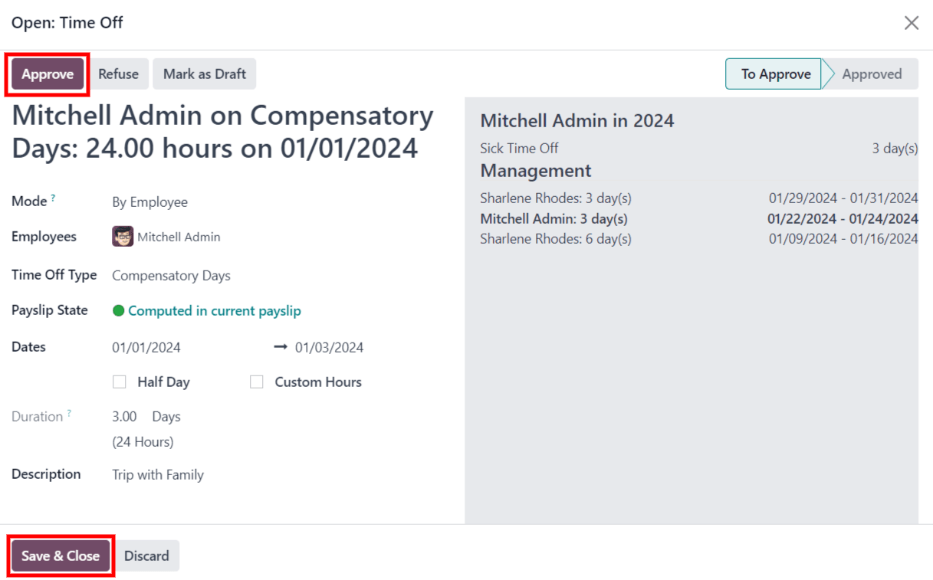 Open: Time Off
Approve Refuse Mark as Draft To Approve Approved
Mitchell Admin on Compensatory
Days: 24.00 hours on 01/01/2024
Mode ? By Employee
Employees Mitchell Admin
Time Off Type Compensatory Days
Payslip State Computed in current payslip
Dates 01/01/2024 → 01/03/2024
Half Day Custom Hours
Duration ? 3.00 Days
(24 Hours)
Description Trip with Family
Mitchell Admin in 2024
Sick Time Off 3 day(s)
Management
Sharlene Rhodes: 3 day(s) 01/29/2024 - 01/31/2024
Mitchell Admin: 3 day(s) 01/22/2024 - 01/24/2024
Sharlene Rhodes: 6 day(s) 01/09/2024 - 01/16/2024
Save & Close Discard